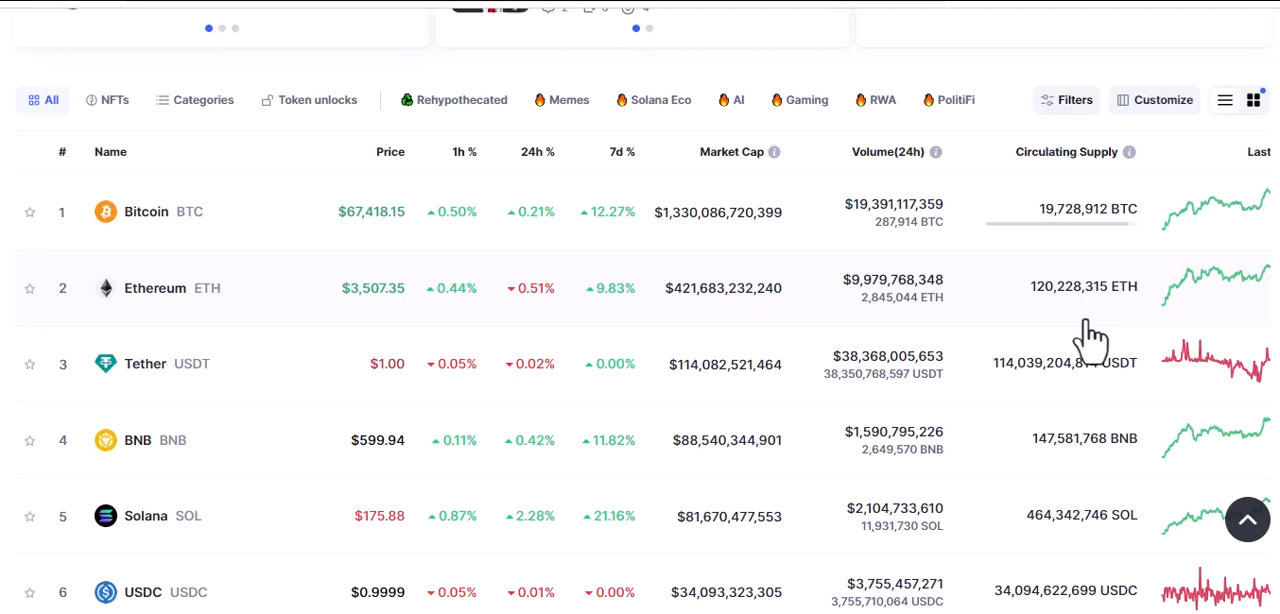 All NFTs Categories Token unlocks Rehypothecated Memes Solana Eco AI Gaming RWA PolitiFi Filters Customize
# Name Price 1h % 24h % 7d % Market Cap Volume(24h) Circulating Supply Last
1 Bitcoin BTC $67,418.15 0.50% 0.21% 12.27% $1,330,086,720,399 $19,391,117,359 19,728,912 BTC
287,914 BTC
2 Ethereum ETH $3,507.35 0.44% 0.51% 9.83% $421,683,232,240 $9,979,768,348 120,228,315 ETH
2,845,044 ETH
3 Tether USDT $1.00 0.05% 0.02% 0.00% $114,082,521,464 $38,368,005,653 USDT
38,350,768,597 USDT
4 BNB BNB $599.94 0.11% 0.42% 11.82% $88,540,344,901 $1,590,795,226 147,581,768 BNB
2,649,570 BNB
5 Solana SOL $175.88 0.87% 2.28% 21.16% $81,670,477,553 $2,104,733,610 464,342,746 SOL
11,931,730 SOL
6 USDC USDC $0.9999 0.05% 0.01% 0.00% $34,093,323,305 $3,755,457,271 34,094,622,699 USDC
3,755,710,064 USDC